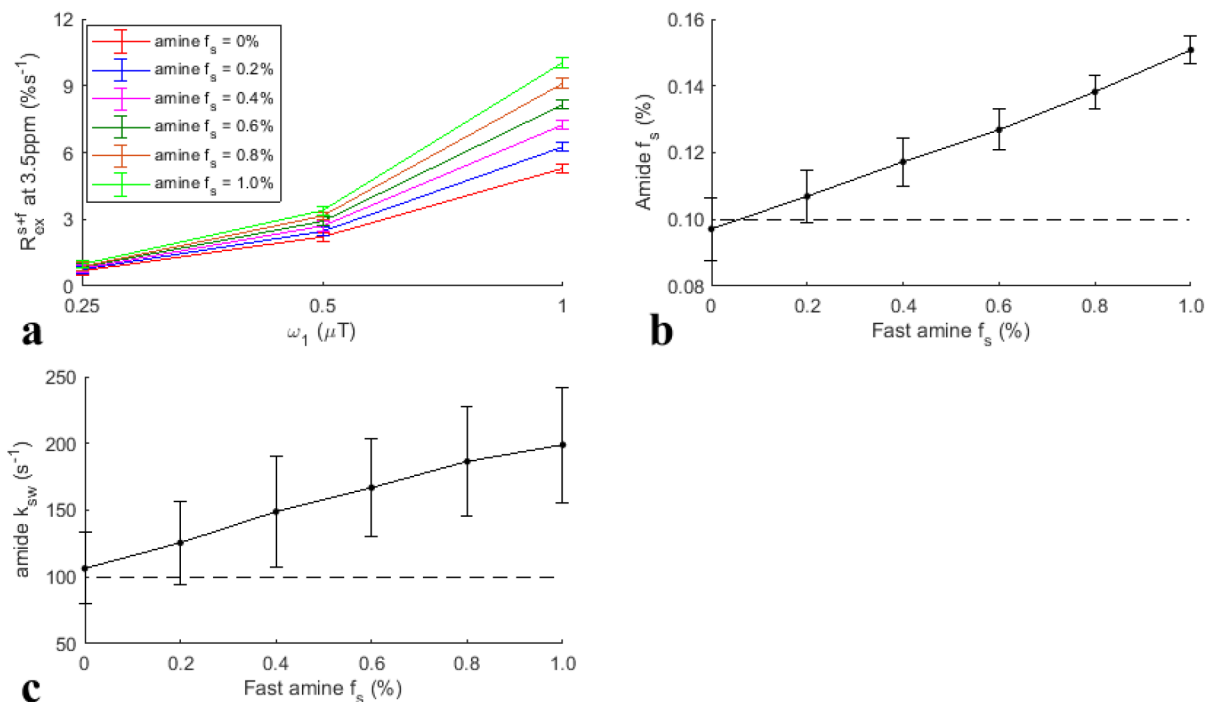 12
9
6
3
0
R_ex^{s+f} at 3.5ppm (%s^{-1})
amine f_s = 0%
amine f_s = 0.2%
amine f_s = 0.4%
amine f_s = 0.6%
amine f_s = 0.8%
amine f_s = 1.0%
0.25 0.5 1
ω_1 (μT)
a
0.16
0.14
0.12
0.10
0.08
Amide f_s (%)
0 0.2 0.4 0.6 0.8 1.0
Fast amine f_s (%)
b
250
200
150
100
50
amide k_sw (s^{-1})
0 0.2 0.4 0.6 0.8 1.0
Fast amine f_s (%)
c